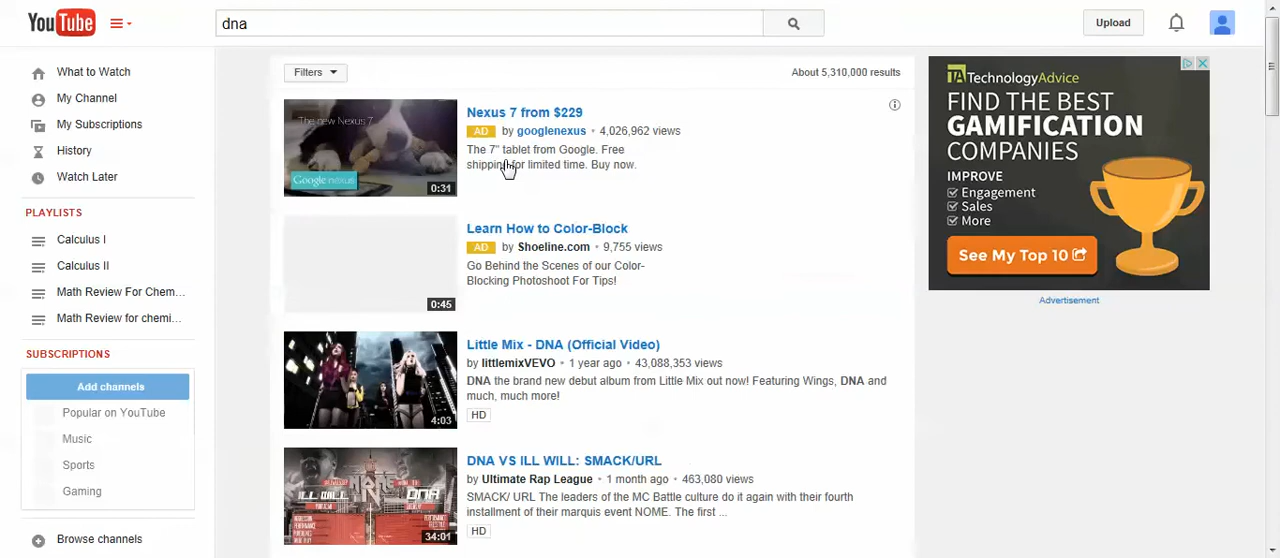 YouTube
dna
Upload
What to Watch
My Channel
My Subscriptions
History
Watch Later
PLAYLISTS
Calculus I
Calculus II
Math Review For Chem...
Math Review for chemi...
SUBSCRIPTIONS
Add channels
Popular on YouTube
Music
Sports
Gaming
Browse channels
Filters
About 5,310,000 results
The new Nexus 7
Google nexus
0:31
Nexus 7 from $229
AD by googlenexus • 4,026,962 views
The 7" tablet from Google. Free
shipping for limited time. Buy now.
0:45
Learn How to Color-Block
AD by Shoeline.com • 9,755 views
Go Behind the Scenes of our Color-
Blocking Photoshoot For Tips!
4:03
Little Mix - DNA (Official Video)
by littlemixVEVO • 1 year ago • 43,088,353 views
DNA the brand new debut album from Little Mix out now! Featuring Wings, DNA and
much, much more!
HD
ILL WILL
NOME
DNA
34:01
DNA VS ILL WILL: SMACK/URL
by Ultimate Rap League • 1 month ago • 463,080 views
SMACK/ URL The leaders of the MC Battle culture do it again with their fourth
installment of their marquis event NOME. The first ...
HD
TA TechnologyAdvice
FIND THE BEST
GAMIFICATION
COMPANIES
IMPROVE
Engagement
Sales
More
See My Top 10
Advertisement